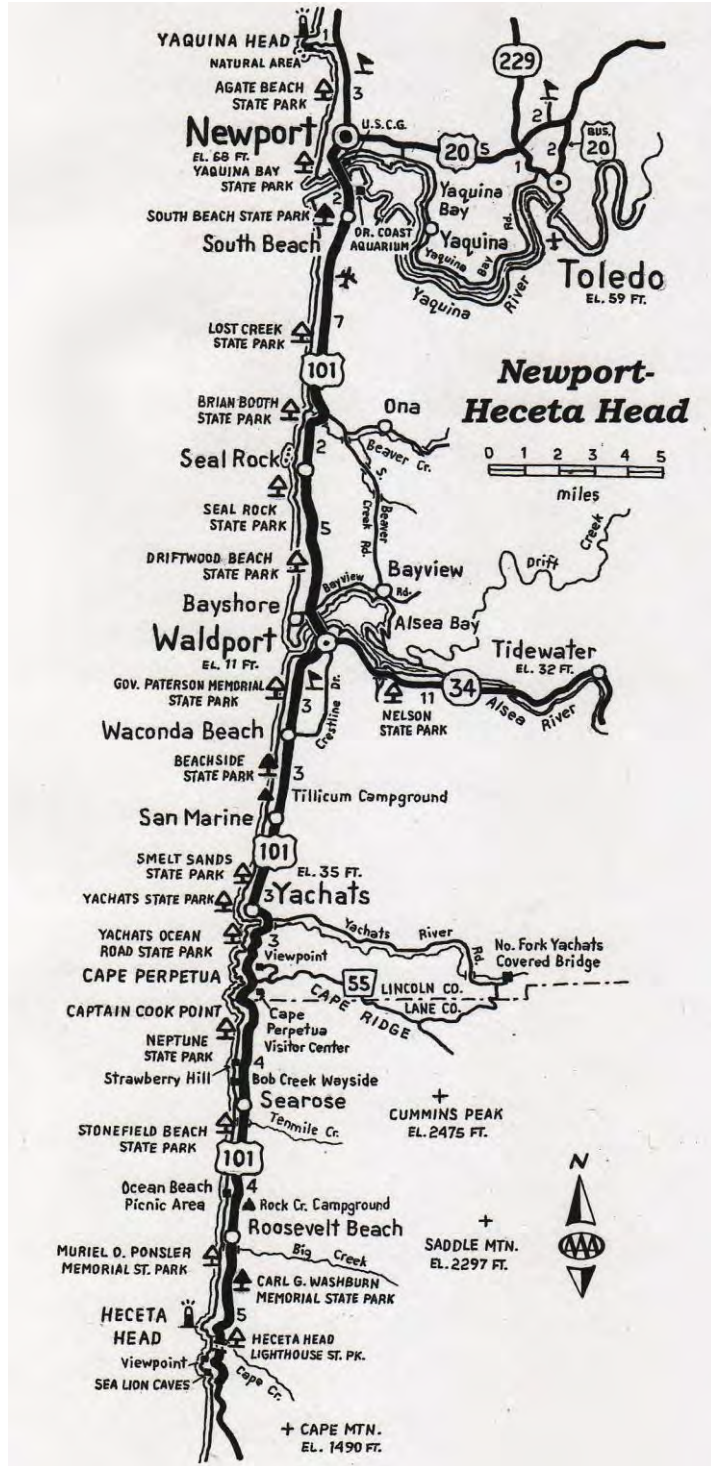 YAQUINA HEAD
NATURAL AREA
1
229
AGATE BEACH
STATE PARK
3
2
Newport
U.S.C.G.
EL. 68 FT.
20
5
BUS.
20
2
1
YAQUINA BAY
STATE PARK
2
Yaquina
Bay
SOUTH BEACH STATE PARK
OR. COAST
AQUARIUM
Yaquina
Yaquina Bay Rd.
South Beach
Yaquina River
Toledo
EL. 59 FT.
LOST CREEK
STATE PARK
7
101
Newport-
Heceta Head
BRIAN BOOTH
STATE PARK
Ona
Beaver Cr.
0 1 2 3 4 5
miles
2
Seal Rock
S. Beaver
Creek Rd.
SEAL ROCK
STATE PARK
5
Drift Creek
DRIFTWOOD BEACH
STATE PARK
Bayview
Bayview Rd.
Bayshore
Alsea Bay
Waldport
EL. 11 FT.
Tidewater
EL. 32 FT.
GOV. PATERSON MEMORIAL
STATE PARK
3
Crestline Dr.
11
34
Alsea River
NELSON
STATE PARK
Waconda Beach
BEACHSIDE
STATE PARK
3
Tillicum Campground
San Marine
101
SMELT SANDS
STATE PARK
EL. 35 FT.
YACHATS STATE PARK
3
Yachats
YACHATS OCEAN
ROAD STATE PARK
3
Yachats River Rd.
No. Fork Yachats
Covered Bridge
Viewpoint
CAPE PERPETUA
55
LINCOLN CO.
LANE CO.
CAPE RIDGE
CAPTAIN COOK POINT
Cape
Perpetua
Visitor Center
NEPTUNE
STATE PARK
4
Strawberry Hill
Bob Creek Wayside
Searose
CUMMINS PEAK
EL. 2475 FT.
STONEFIELD BEACH
STATE PARK
Tenmile Cr.
101
N
Ocean Beach
Picnic Area
4
Rock Cr. Campground
Roosevelt Beach
SADDLE MTN.
EL. 2297 FT.
AAA
MURIEL O. PONSLER
MEMORIAL ST. PARK
Big Creek
CARL G. WASHBURN
MEMORIAL STATE PARK
HECETA
HEAD
5
HECETA HEAD
LIGHTHOUSE ST. PK.
Viewpoint
SEA LION CAVES
Cape Cr.
CAPE MTN.
EL. 1490 FT.